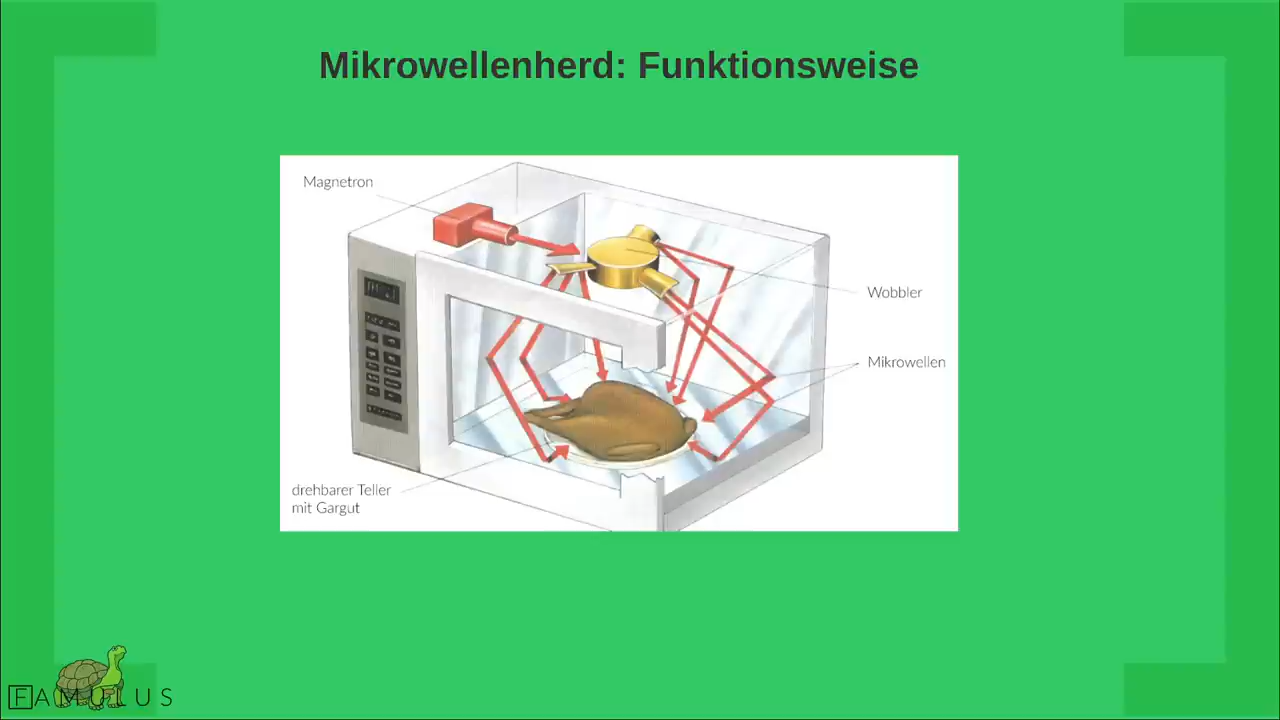 Mikrowellenherd: Funktionsweise
Magnetron
Wobbler
Mikrowellen
drehbarer Teller
mit Gargut
FAMULUS